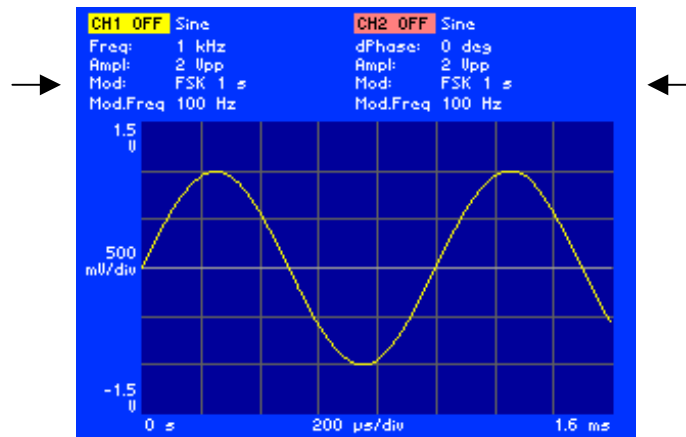 CH1 OFF Sine
Freq: 1 kHz
Ampl: 2 Vpp
Mod: FSK 1 s
Mod.Freq 100 Hz
CH2 OFF Sine
dPhase: 0 deg
Ampl: 2 Vpp
Mod: FSK 1 s
Mod.Freq 100 Hz
1.5
V
500
mV/div
-1.5
V
0 s 200 µs/div 1.6 ms